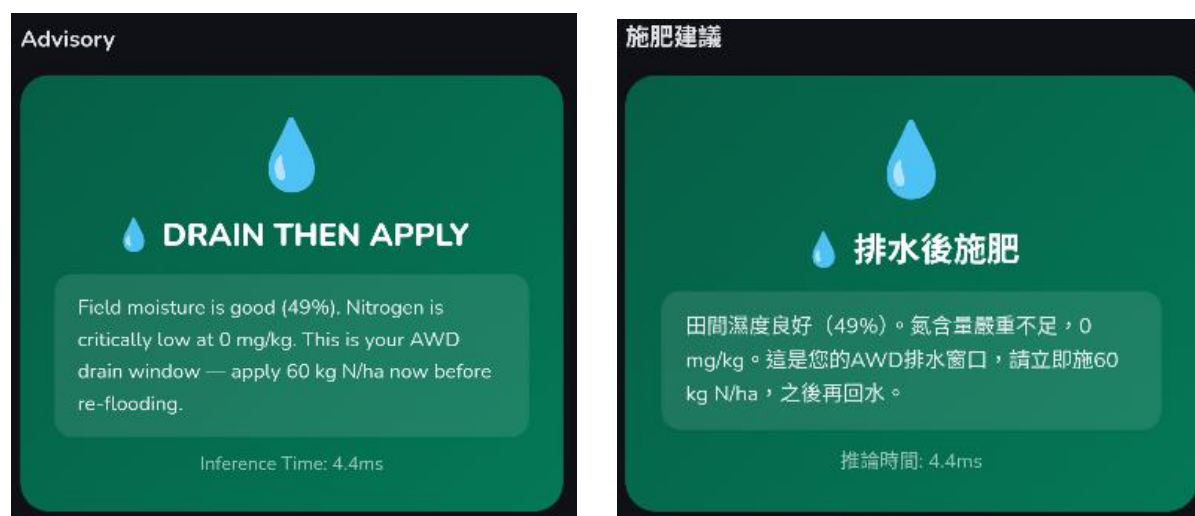 Advisory
DRAIN THEN APPLY
Field moisture is good (49%). Nitrogen is
critically low at 0 mg/kg. This is your AWD
drain window — apply 60 kg N/ha now before
re-flooding.
Inference Time: 4.4ms
施肥建議
排水後施肥
田間濕度良好（49%）。氮含量嚴重不足，0
mg/kg。這是您的AWD排水窗口，請立即施60
kg N/ha，之後再回水。
推論時間: 4.4ms